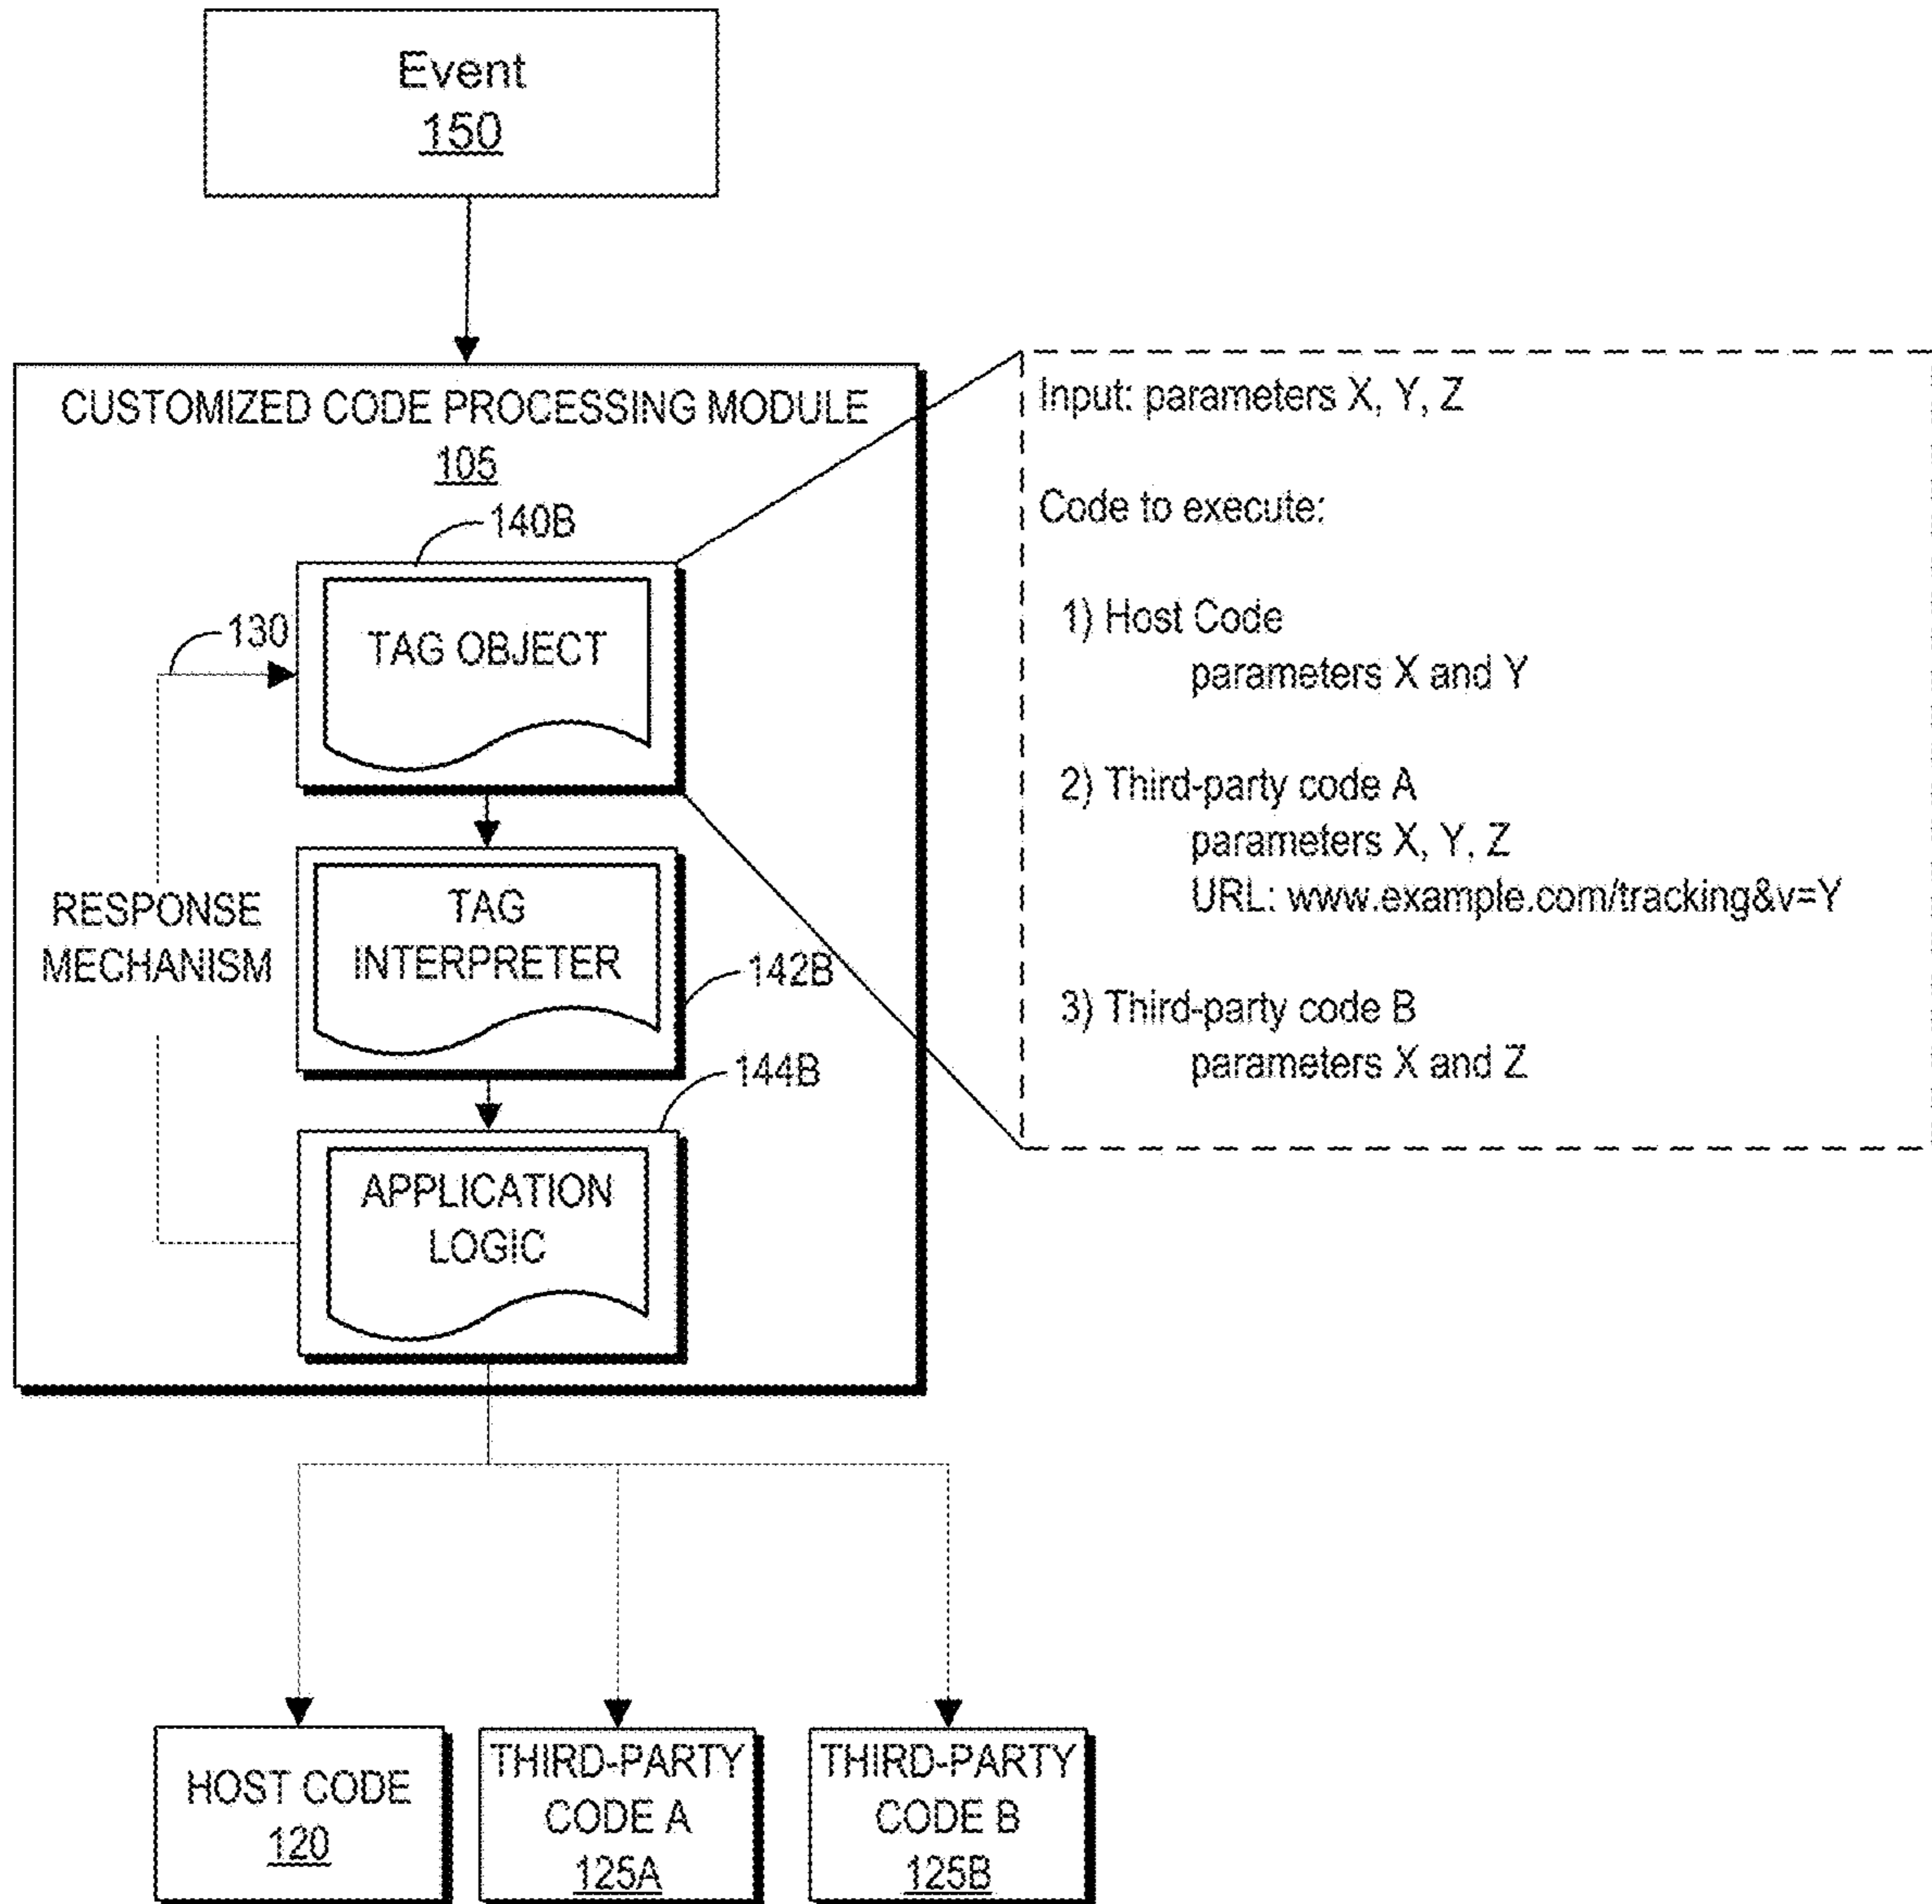 Event
150
CUSTOMIZED CODE PROCESSING MODULE
105
140B
130
TAG OBJECT
RESPONSE
MECHANISM
TAG
INTERPRETER
142B
144B
APPLICATION
LOGIC
Input: parameters X, Y, Z
Code to execute:
1) Host Code
parameters X and Y
2) Third-party code A
parameters X, Y, Z
URL: www.example.com/tracking&v=Y
3) Third-party code B
parameters X and Z
HOST CODE
120
THIRD-PARTY
CODE A
125A
THIRD-PARTY
CODE B
125B